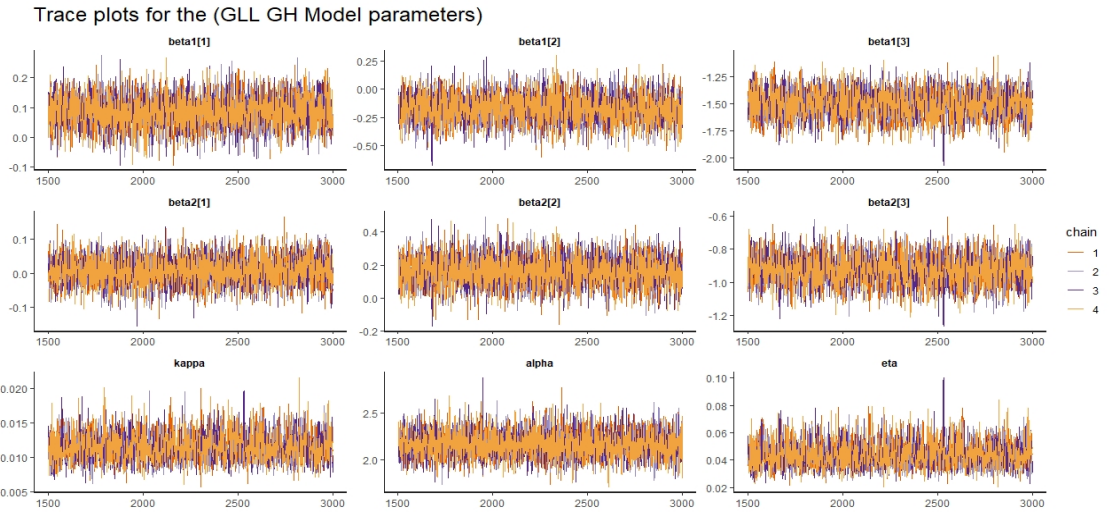 Trace plots for the (GLL GH Model parameters)
beta1[1]
0.2
0.1
0.0
-0.1
1500 2000 2500 3000
beta1[2]
0.25
0.00
-0.25
-0.50
1500 2000 2500 3000
beta1[3]
-1.25
-1.50
-1.75
-2.00
1500 2000 2500 3000
beta2[1]
0.1
0.0
-0.1
1500 2000 2500 3000
beta2[2]
0.4
0.2
0.0
-0.2
1500 2000 2500 3000
beta2[3]
-0.6
-0.8
-1.0
-1.2
1500 2000 2500 3000
chain
1
2
3
4
kappa
0.020
0.015
0.010
0.005
1500 2000 2500 3000
alpha
2.5
2.0
1500 2000 2500 3000
eta
0.10
0.08
0.06
0.04
0.02
1500 2000 2500 3000